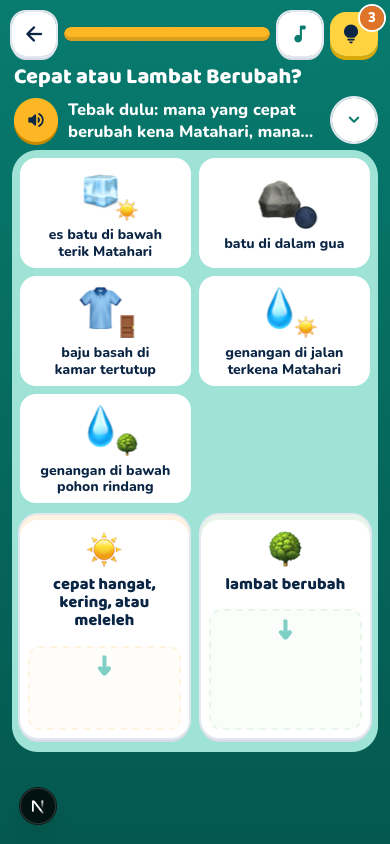 3
Cepat atau Lambat Berubah?
Tebak dulu: mana yang cepat
berubah kena Matahari, mana...
es batu di bawah
terik Matahari
batu di dalam gua
baju basah di
kamar tertutup
genangan di jalan
terkena Matahari
genangan di bawah
pohon rindang
cepat hangat,
kering, atau
meleleh
lambat berubah
N